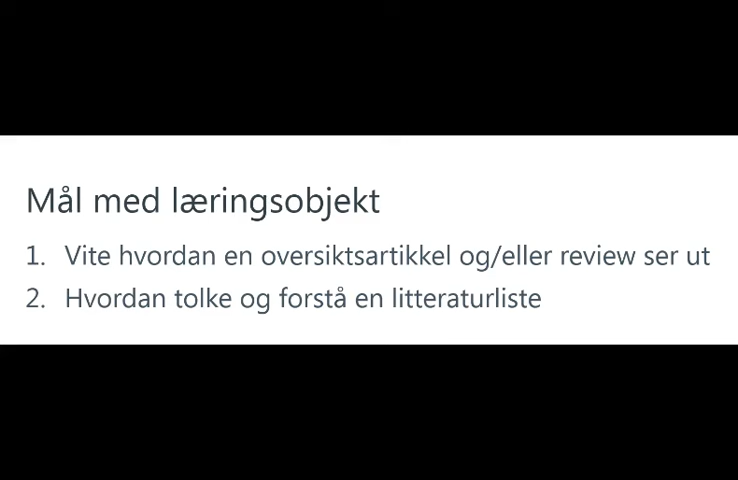 Mål med læringsobjekt
1. Vite hvordan en oversiktsartikkel og/eller review ser ut
2. Hvordan tolke og forstå en litteraturliste